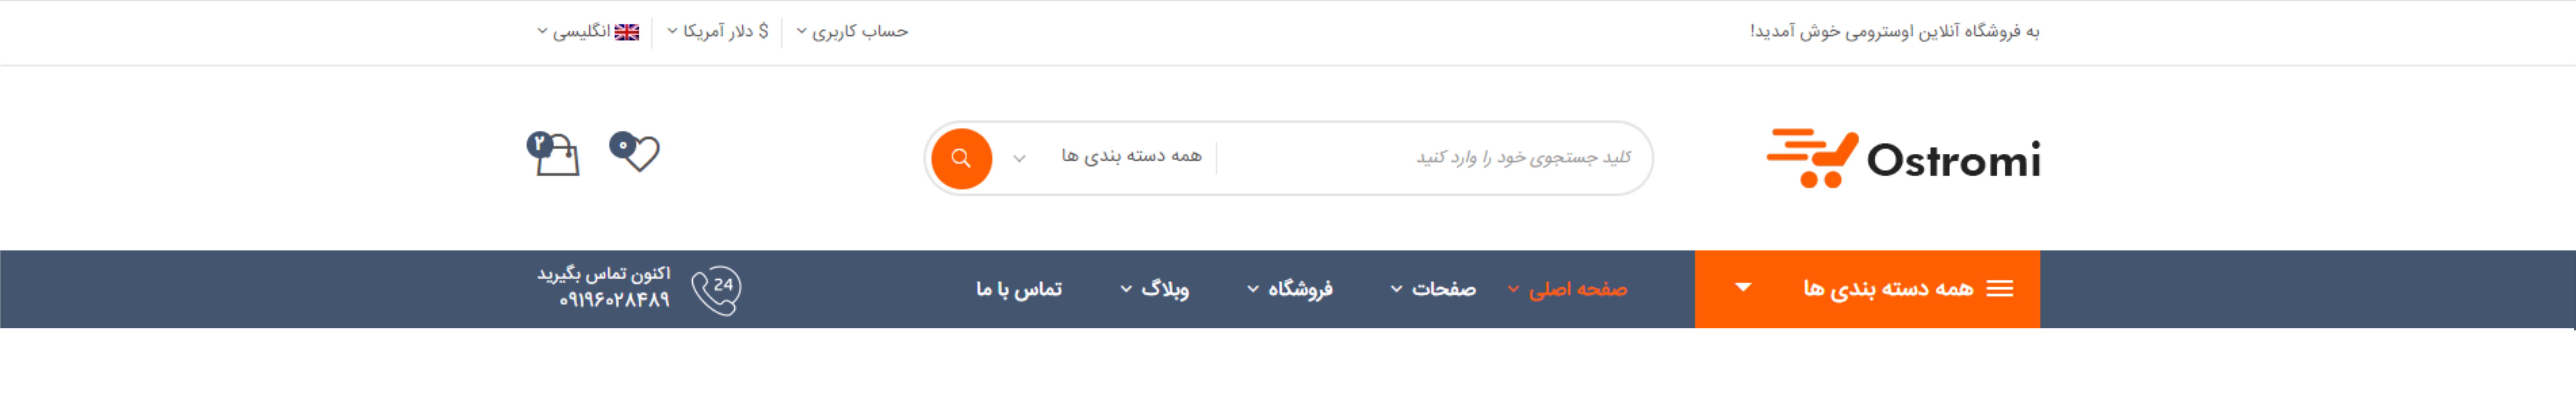 به فروشگاه آنلاین اوسترومی خوش آمدید!
حساب کاربری
$ دلار آمریکا
انگلیسی
Ostromi
کلید جستجوی خود را وارد کنید
همه دسته بندی ها
۰
۲
همه دسته بندی ها
صفحه اصلی
صفحات
فروشگاه
وبلاگ
تماس با ما
24
اکنون تماس بگیرید
۰۹۱۹۶۰۲۸۴۸۹